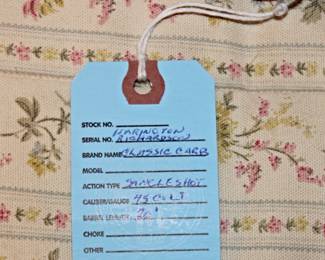 STOCK NO.
HARINGTON
SERIAL NO. RICHARDSON
BRAND NAME CLASSIC CARB
MODEL
ACTION TYPE SINGLE SHOT
CALIBER/GAUGE 45 COLT
BARREL LENGTH 20"
CHOKE
OTHER